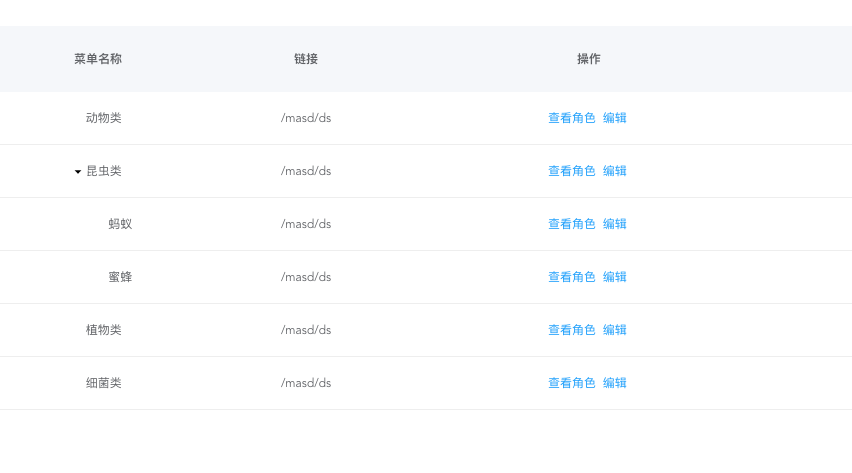 菜单名称 链接 操作
动物类 /masd/ds 查看角色 编辑
昆虫类 /masd/ds 查看角色 编辑
蚂蚁 /masd/ds 查看角色 编辑
蜜蜂 /masd/ds 查看角色 编辑
植物类 /masd/ds 查看角色 编辑
细菌类 /masd/ds 查看角色 编辑